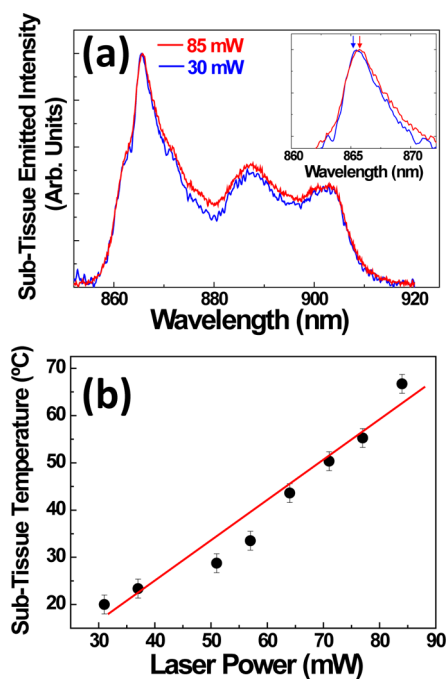 (a)
85 mW
30 mW
860 865 870
Wavelength (nm)
Sub-Tissue Emitted Intensity
(Arb. Units)
860 880 900 920
Wavelength (nm)
(b)
Sub-Tissue Temperature (ºC)
70
60
50
40
30
20
30 40 50 60 70 80 90
Laser Power (mW)